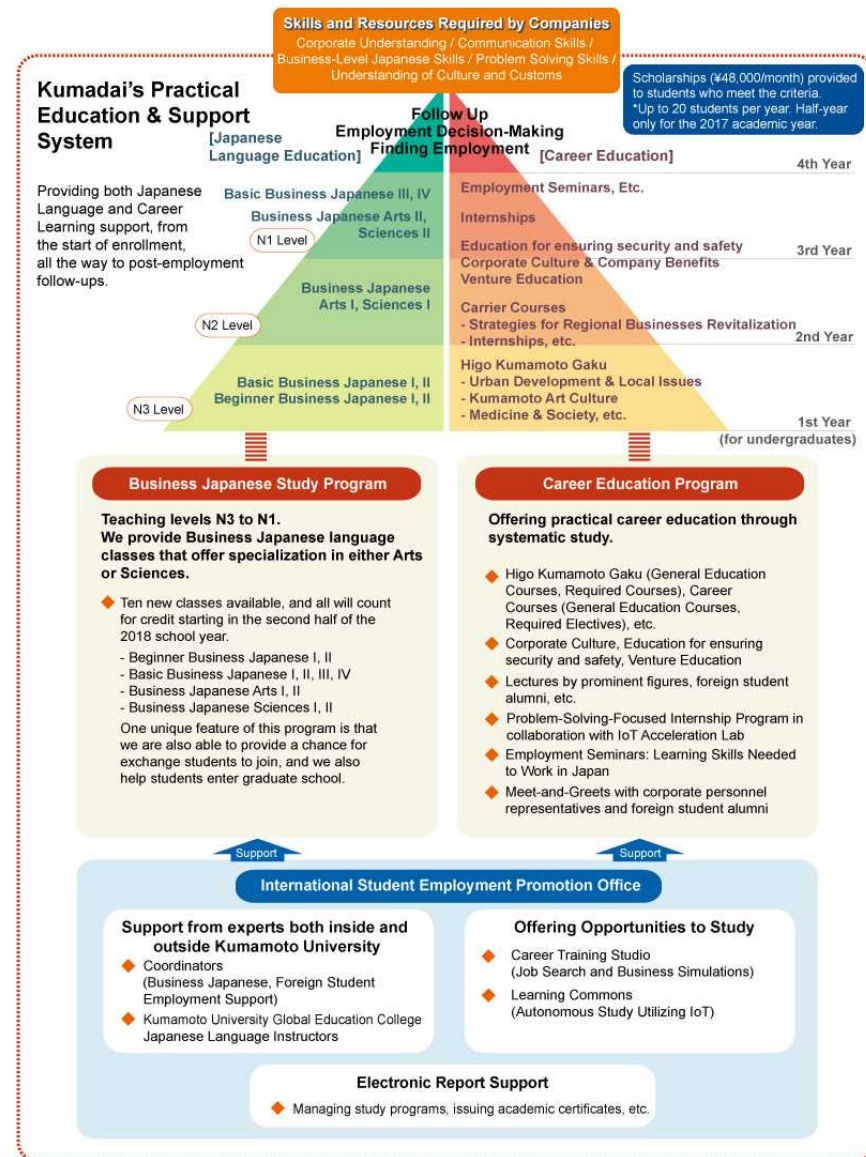 Skills and Resources Required by Companies
Corporate Understanding / Communication Skills /
Business-Level Japanese Skills / Problem Solving Skills /
Understanding of Culture and Customs
Kumadai's Practical
Education & Support
System
Scholarships (¥48,000/month) provided
to students who meet the criteria.
*Up to 20 students per year. Half-year
only for the 2017 academic year.
Providing both Japanese
Language and Career
Learning support, from
the start of enrollment,
all the way to post-employment
follow-ups.
Follow Up
Employment Decision-Making
Finding Employment
[Japanese
Language Education]
[Career Education]
4th Year
Basic Business Japanese III, IV
Business Japanese Arts II,
Sciences II
N1 Level
Employment Seminars, Etc.
Internships
Education for ensuring security and safety
Corporate Culture & Company Benefits
Venture Education
3rd Year
Business Japanese
Arts I, Sciences I
N2 Level
Carrier Courses
- Strategies for Regional Businesses Revitalization
- Internships, etc.
2nd Year
Basic Business Japanese I, II
Beginner Business Japanese I, II
N3 Level
Higo Kumamoto Gaku
- Urban Development & Local Issues
- Kumamoto Art Culture
- Medicine & Society, etc.
1st Year
(for undergraduates)
Business Japanese Study Program
Teaching levels N3 to N1.
We provide Business Japanese language
classes that offer specialization in either Arts
or Sciences.
◆ Ten new classes available, and all will count
for credit starting in the second half of the
2018 school year.
- Beginner Business Japanese I, II
- Basic Business Japanese I, II, III, IV
- Business Japanese Arts I, II
- Business Japanese Sciences I, II
One unique feature of this program is that
we are also able to provide a chance for
exchange students to join, and we also
help students enter graduate school.
Career Education Program
Offering practical career education through
systematic study.
◆ Higo Kumamoto Gaku (General Education
Courses, Required Courses), Career
Courses (General Education Courses,
Required Electives), etc.
◆ Corporate Culture, Education for ensuring
security and safety, Venture Education
◆ Lectures by prominent figures, foreign student
alumni, etc.
◆ Problem-Solving-Focused Internship Program in
collaboration with IoT Acceleration Lab
◆ Employment Seminars: Learning Skills Needed
to Work in Japan
◆ Meet-and-Greets with corporate personnel
representatives and foreign student alumni
Support
Support
International Student Employment Promotion Office
Support from experts both inside and
outside Kumamoto University
◆ Coordinators
(Business Japanese, Foreign Student
Employment Support)
◆ Kumamoto University Global Education College
Japanese Language Instructors
Offering Opportunities to Study
◆ Career Training Studio
(Job Search and Business Simulations)
◆ Learning Commons
(Autonomous Study Utilizing IoT)
Electronic Report Support
◆ Managing study programs, issuing academic certificates, etc.